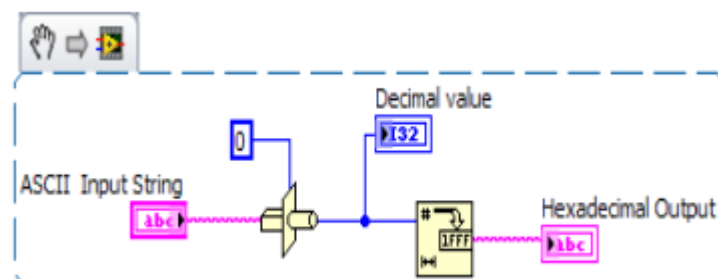 Decimal value
0
I32
ASCII Input String
abc
#
1FFF
Hexadecimal Output
abc